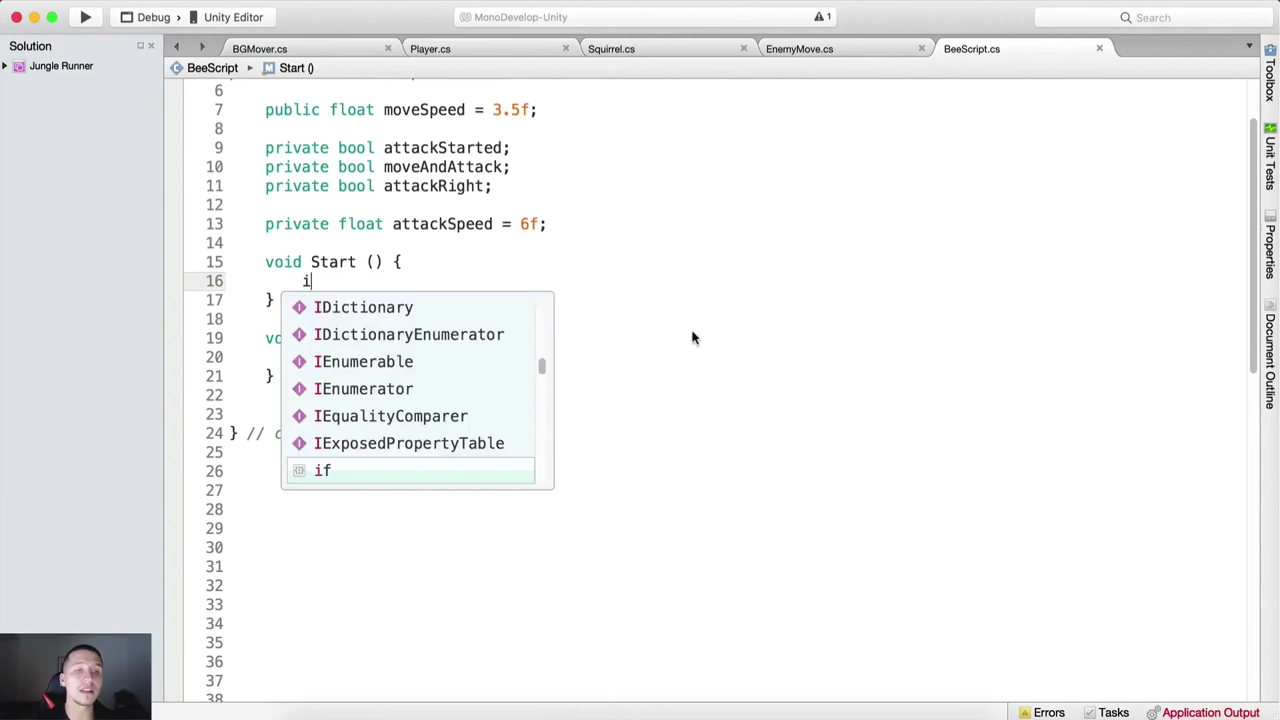 Debug > Unity Editor
MonoDevelop-Unity
1
Search
Solution
BGMover.cs
Player.cs
Squirrel.cs
EnemyMove.cs
BeeScript.cs
Jungle Runner
BeeScript
Start ()
6
7 public float moveSpeed = 3.5f;
8
9 private bool attackStarted;
10 private bool moveAndAttack;
11 private bool attackRight;
12
13 private float attackSpeed = 6f;
14
15 void Start () {
16 i
17 }
18
19 vo
20
21 }
22
23
24 } // c
25
26
27
28
29
30
31
32
33
34
35
36
37
38
IDictionary
IDictionaryEnumerator
IEnumerable
IEnumerator
IEqualityComparer
IExposedPropertyTable
if
Toolbox
Unit Tests
Properties
Document Outline
Errors
Tasks
Application Output